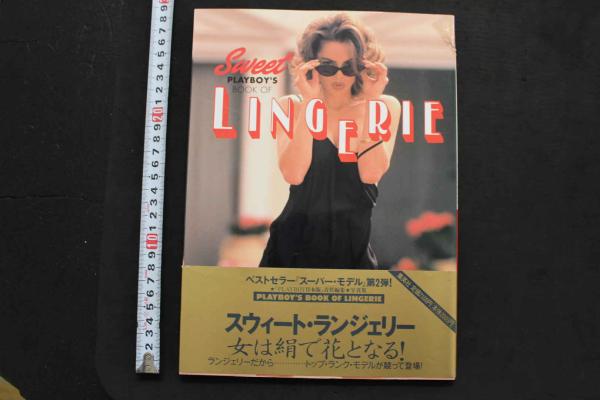 Sweet
PLAYBOY'S
BOOK OF
LINGERIE
ベストセラー「スーパー・モデル」第2弾!
PLAYBOY'S BOOK OF LINGERIE
スウィート・ランジェリー
女は絹で花となる!
ランジェリーだから…………トップ・ランク・モデルが競って登場!